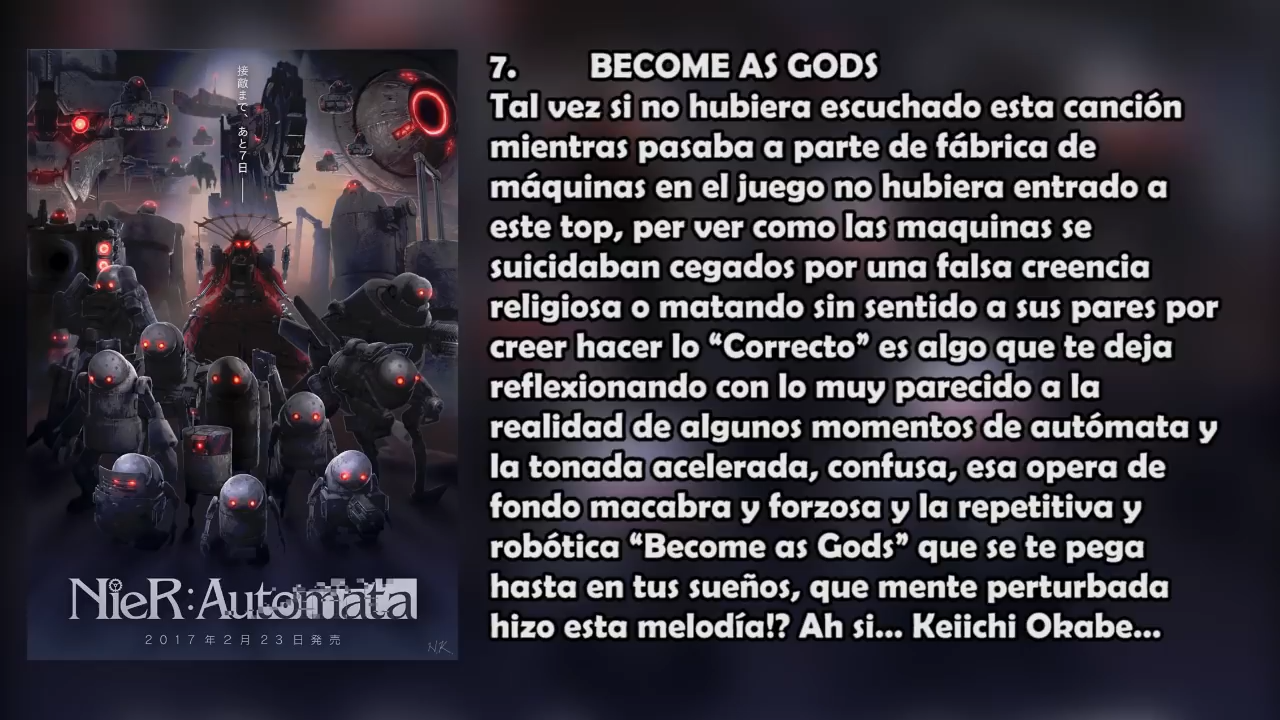 接敵まで、あと7日──
NieR:Automata
2017年2月23日発売
N.K
7. BECOME AS GODS
Tal vez si no hubiera escuchado esta canción
mientras pasaba a parte de fábrica de
máquinas en el juego no hubiera entrado a
este top, per ver como las maquinas se
suicidaban cegados por una falsa creencia
religiosa o matando sin sentido a sus pares por
creer hacer lo “Correcto” es algo que te deja
reflexionando con lo muy parecido a la
realidad de algunos momentos de autómata y
la tonada acelerada, confusa, esa opera de
fondo macabra y forzosa y la repetitiva y
robótica “Become as Gods” que se te pega
hasta en tus sueños, que mente perturbada
hizo esta melodía!? Ah si... Keiichi Okabe...